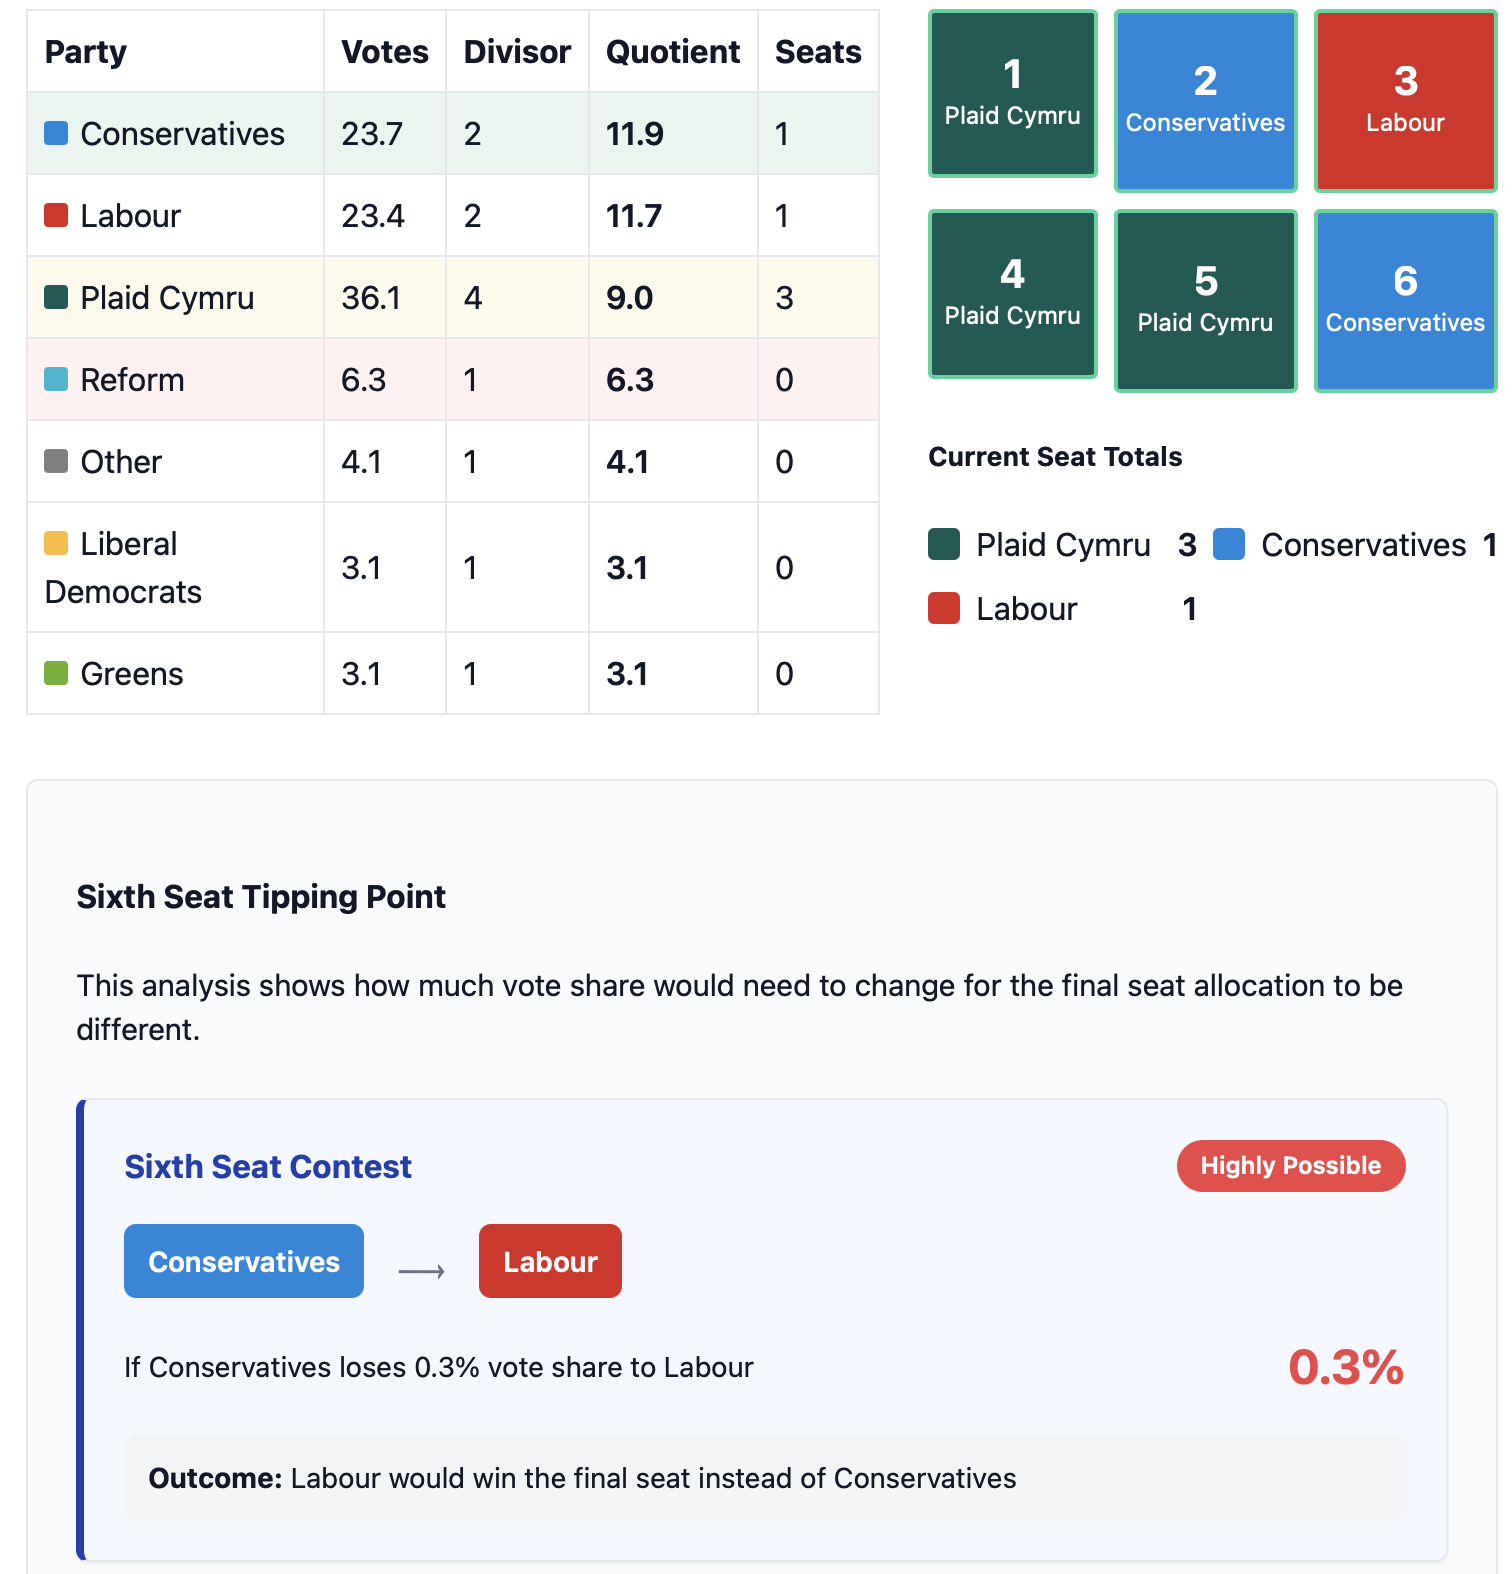 Party Votes Divisor Quotient Seats
Conservatives 23.7 2 11.9 1
Labour 23.4 2 11.7 1
Plaid Cymru 36.1 4 9.0 3
Reform 6.3 1 6.3 0
Other 4.1 1 4.1 0
Liberal
Democrats 3.1 1 3.1 0
Greens 3.1 1 3.1 0
1
Plaid Cymru
2
Conservatives
3
Labour
4
Plaid Cymru
5
Plaid Cymru
6
Conservatives
Current Seat Totals
Plaid Cymru 3 Conservatives 1
Labour 1
Sixth Seat Tipping Point
This analysis shows how much vote share would need to change for the final seat allocation to be
different.
Sixth Seat Contest
Highly Possible
Conservatives → Labour
If Conservatives loses 0.3% vote share to Labour
0.3%
Outcome: Labour would win the final seat instead of Conservatives